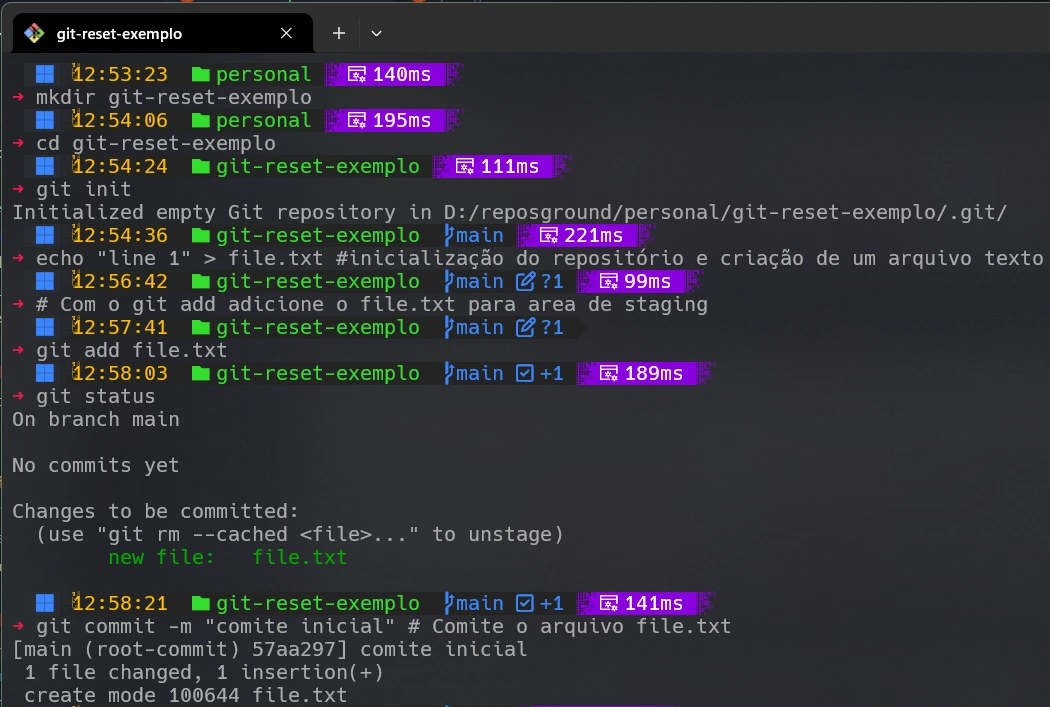 git-reset-exemplo
12:53:23 personal 140ms
→ mkdir git-reset-exemplo
12:54:06 personal 195ms
→ cd git-reset-exemplo
12:54:24 git-reset-exemplo 111ms
→ git init
Initialized empty Git repository in D:/reposground/personal/git-reset-exemplo/.git/
12:54:36 git-reset-exemplo main 221ms
→ echo "line 1" > file.txt #inicialização do repositório e criação de um arquivo texto
12:56:42 git-reset-exemplo main ?1 99ms
→ # Com o git add adicione o file.txt para area de staging
12:57:41 git-reset-exemplo main ?1
→ git add file.txt
12:58:03 git-reset-exemplo main +1 189ms
→ git status
On branch main
No commits yet
Changes to be committed:
(use "git rm --cached <file>..." to unstage)
new file: file.txt
12:58:21 git-reset-exemplo main +1 141ms
→ git commit -m "comite inicial" # Comite o arquivo file.txt
[main (root-commit) 57aa297] comite inicial
1 file changed, 1 insertion(+)
create mode 100644 file.txt